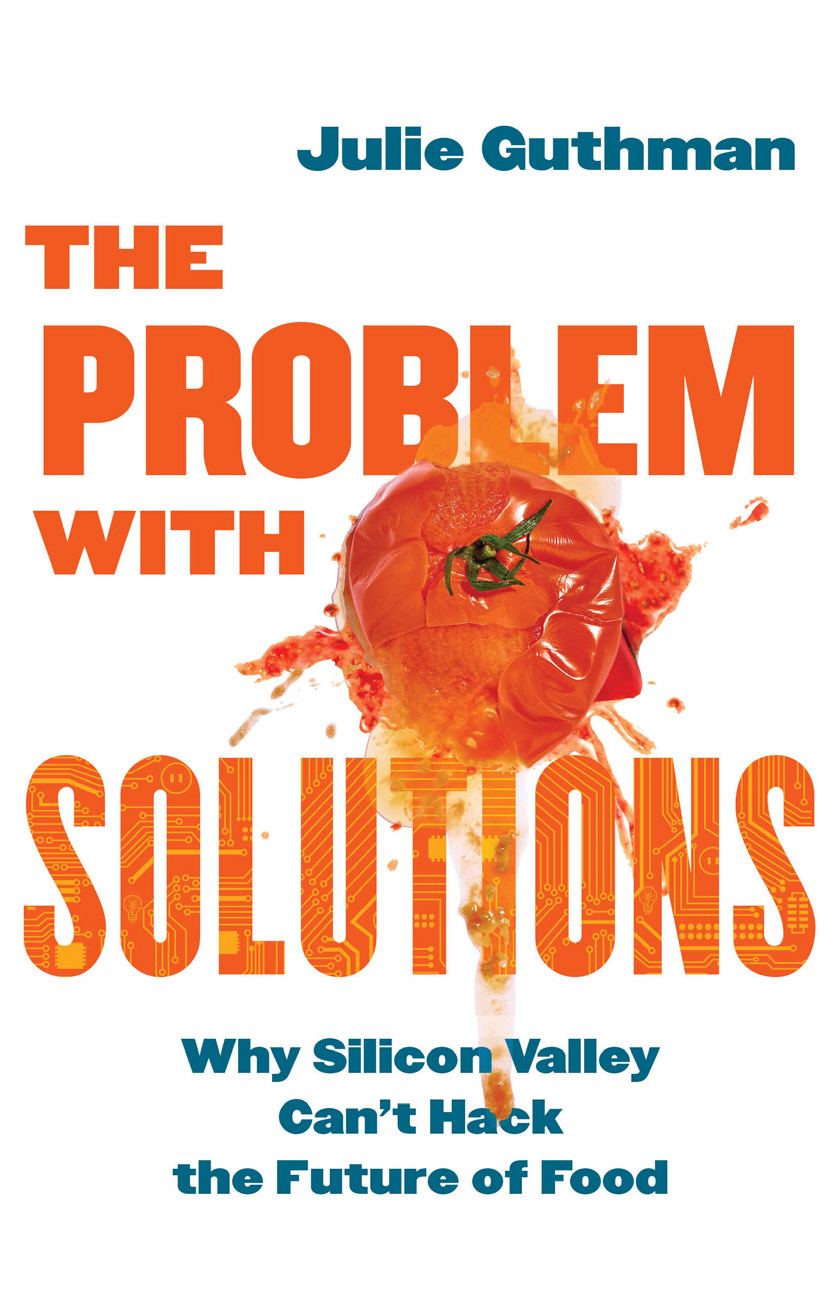 Julie Guthman
THE
PROBLEM
WITH
SOLUTIONS
Why Silicon Valley
Can’t Hack
the Future of Food